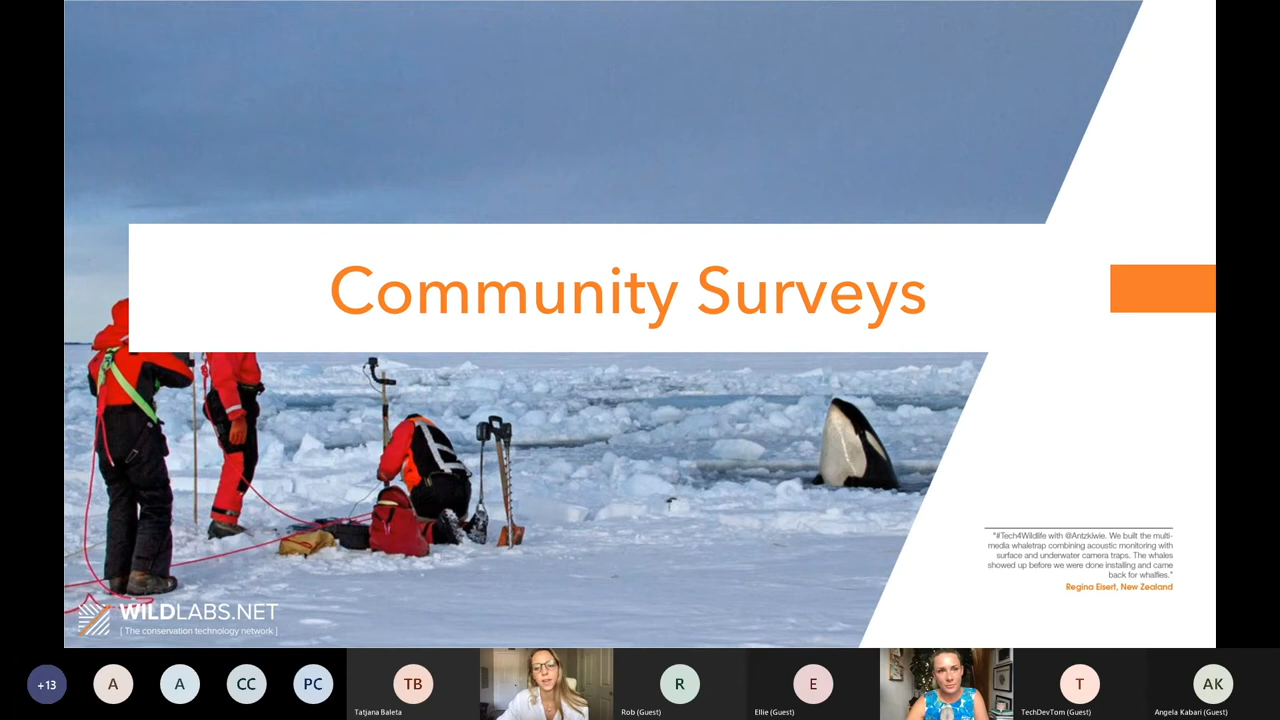 Community Surveys
"#Tech4Wildlife with @Antzkiwie. We built the multi-
media whaletrap combining acoustic monitoring with
surface and underwater camera traps. The whales
showed up before we were done installing and came
back for whalfies."
Regina Eisert, New Zealand
WILDLABS.NET
[ The conservation technology network ]
+13
A
A
CC
PC
TB
R
E
T
AK
Tatjana Baleta
Rob (Guest)
Ellie (Guest)
TechDevTom (Guest)
Angela Kabari (Guest)